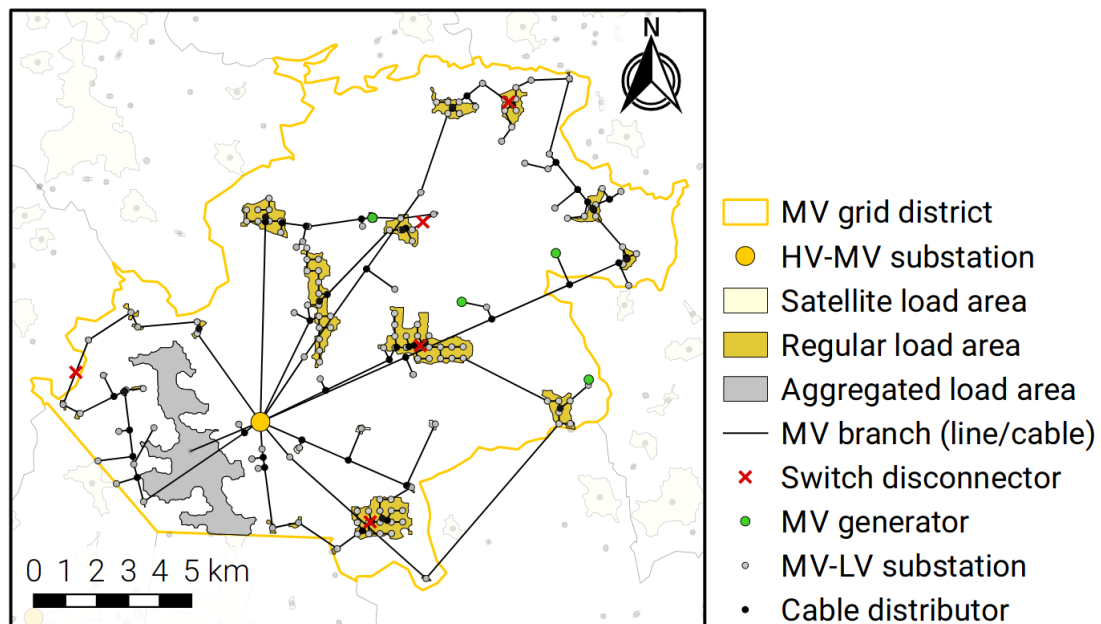 N
MV grid district
HV-MV substation
Satellite load area
Regular load area
Aggregated load area
MV branch (line/cable)
Switch disconnector
MV generator
MV-LV substation
Cable distributor
0 1 2 3 4 5 km